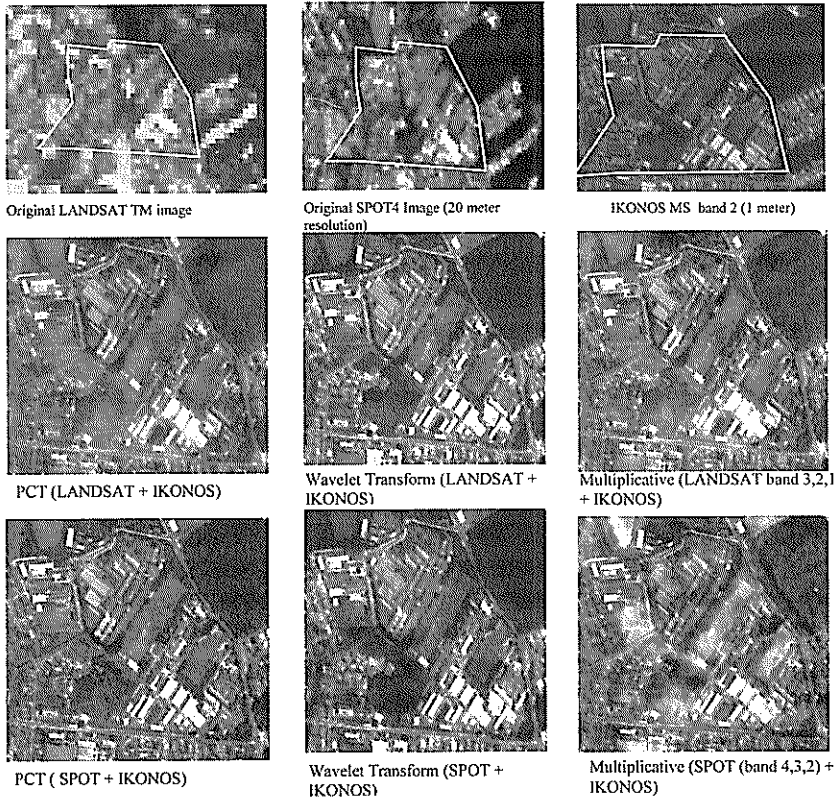 Original LANDSAT TM image
Original SPOT4 Image (20 meter
resolution)
IKONOS MS band 2 (1 meter)
PCT (LANDSAT + IKONOS)
Wavelet Transform (LANDSAT +
IKONOS)
Multiplicative (LANDSAT band 3,2,1
+ IKONOS)
PCT ( SPOT + IKONOS)
Wavelet Transform (SPOT +
IKONOS)
Multiplicative (SPOT (band 4,3,2) +
IKONOS)